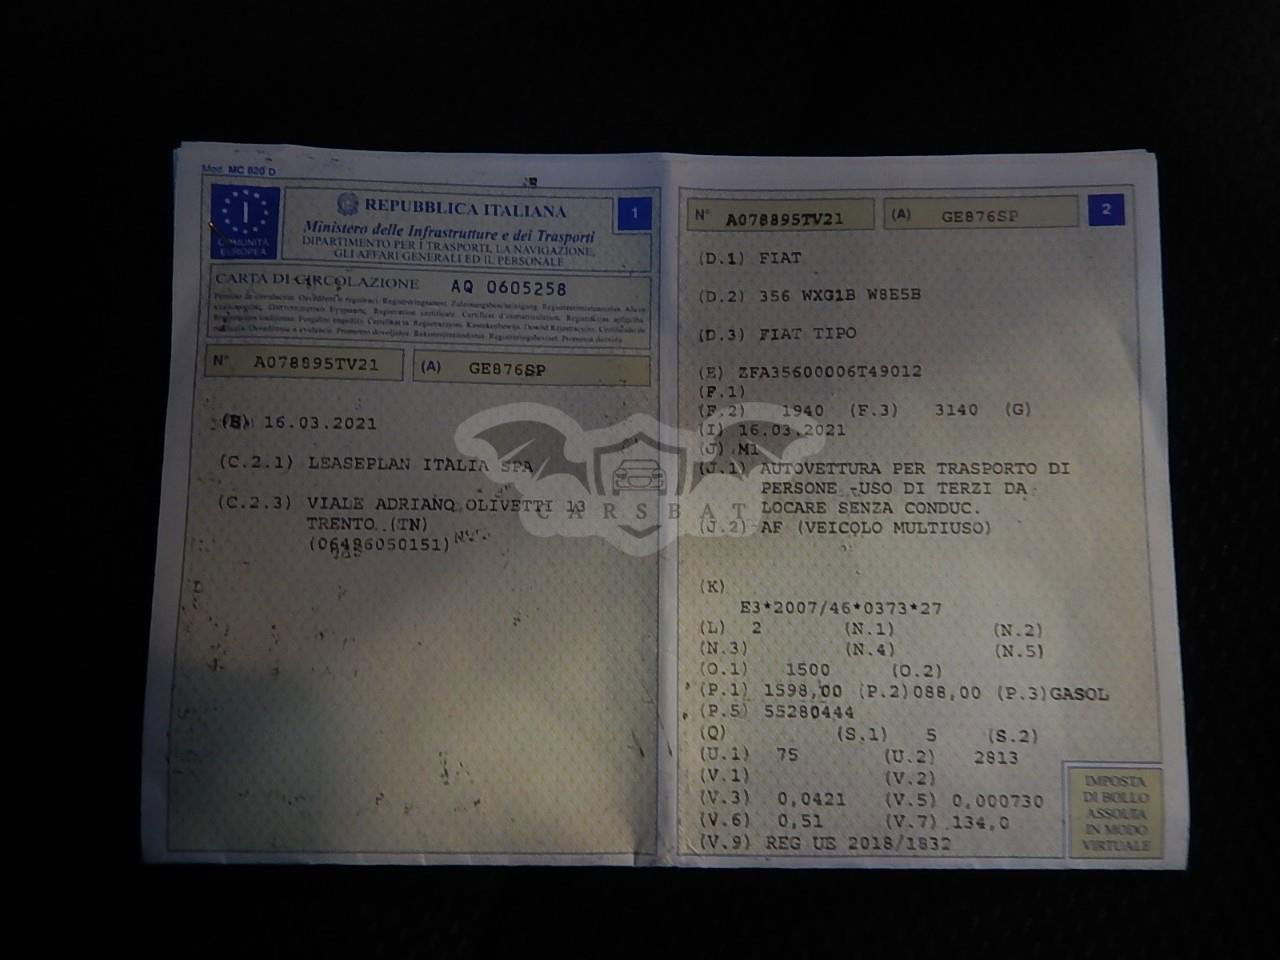 Mod. MC 820 D
I
COMUNITÀ
EUROPEA
REPUBBLICA ITALIANA
Ministero delle Infrastrutture e dei Trasporti
DIPARTIMENTO PER I TRASPORTI, LA NAVIGAZIONE,
GLI AFFARI GENERALI ED IL PERSONALE
1
CARTA DI CIRCOLAZIONE AQ 0605258
N° A078895TV21 (A) GE876SP
(B) 16.03.2021
(C.2.1) LEASEPLAN ITALIA SPA
(C.2.3) VIALE ADRIANO OLIVETTI 13
TRENTO (TN)
(06486050151)
N° A078895TV21 (A) GE876SP 2
(D.1) FIAT
(D.2) 356 WXG1B W8E5B
(D.3) FIAT TIPO
(E) ZFA35600006T49012
(F.1)
(F.2) 1940 (F.3) 3140 (G)
(I) 16.03.2021
(J) M1
(J.1) AUTOVETTURA PER TRASPORTO DI
PERSONE -USO DI TERZI DA
LOCARE SENZA CONDUC.
(J.2) AF (VEICOLO MULTIUSO)
(K)
E3*2007/46*0373*27
(L) 2 (N.1) (N.2)
(N.3) (N.4) (N.5)
(O.1) 1500 (O.2)
(P.1) 1598,00 (P.2)088,00 (P.3)GASOL
(P.5) 55280444
(Q) (S.1) 5 (S.2)
(U.1) 75 (U.2) 2813
(V.1) (V.2)
(V.3) 0,0421 (V.5) 0,000730
(V.6) 0,51 (V.7) 134,0
(V.9) REG UE 2018/1832
IMPOSTA
DI BOLLO
ASSOLTA
IN MODO
VIRTUALE
CARSBAT